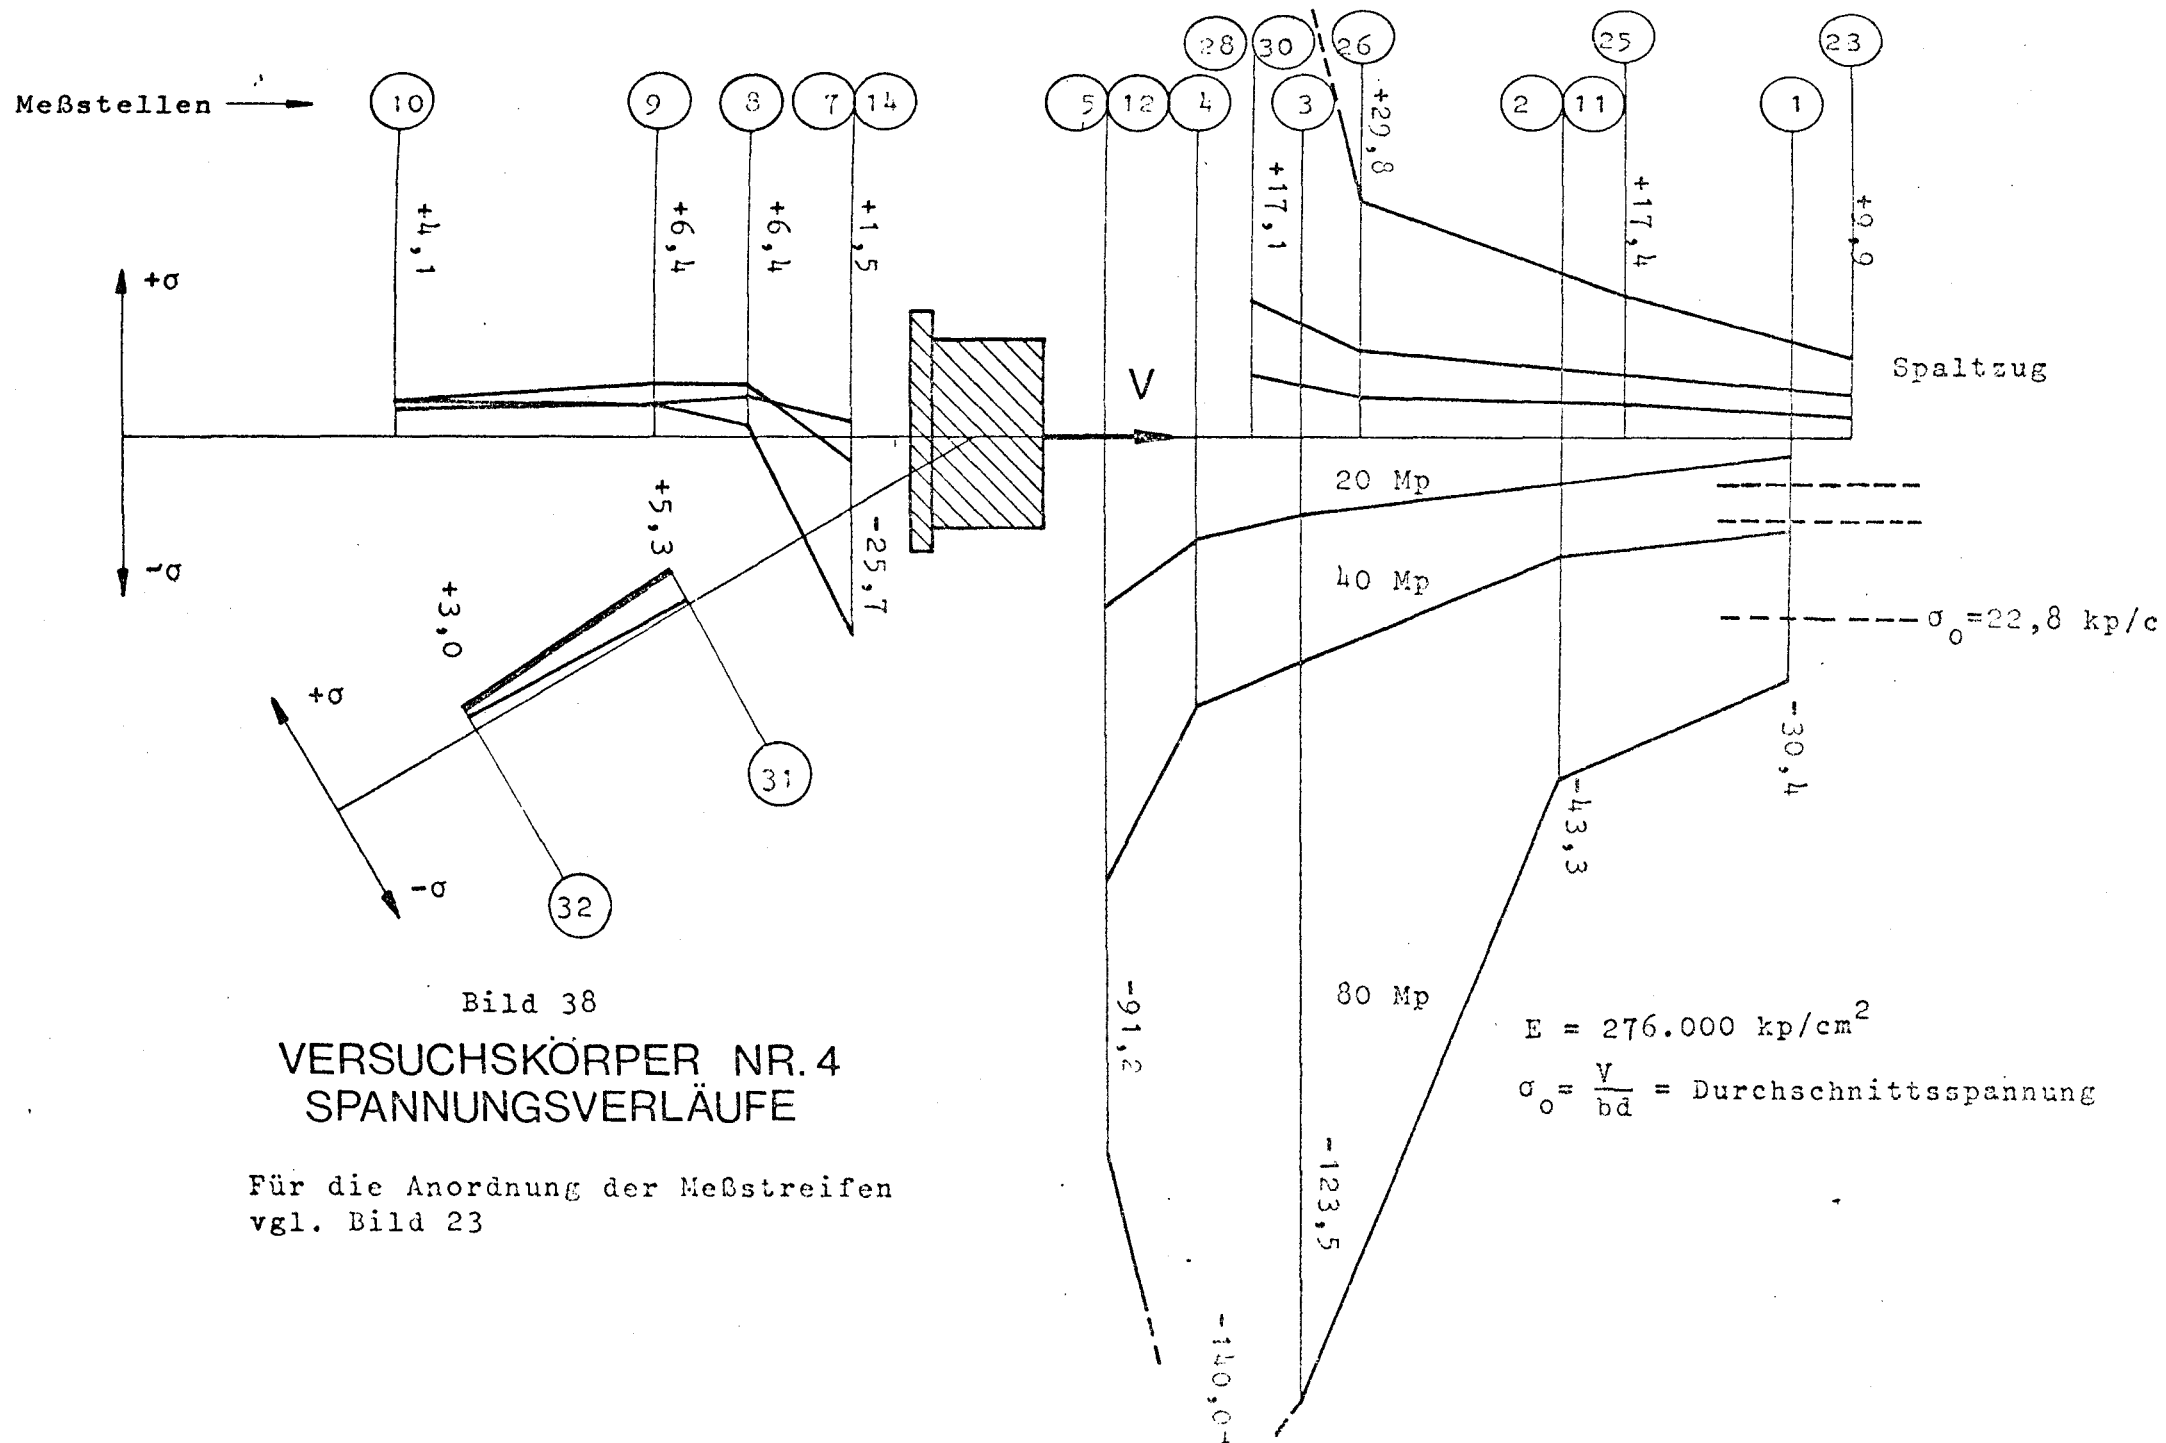 28 30 26 25 23
Meßstellen 10 9 8 7 14 5 12 4 3 2 11 1
+29,8
+17,1
+17,4
+9,9
+4,1
+6,4
+6,4
+1,5
+σ
Spaltzug
V
20 Mp
+5,3
-25,7
-σ
40 Mp
+3,0
σo=22,8 kp/c
+σ
-30,4
31
-43,3
-σ
32
-91,2
80 Mp
Bild 38
E = 276.000 kp/cm²
VERSUCHSKÖRPER NR. 4
σo= V/bd = Durchschnittsspannung
SPANNUNGSVERLÄUFE
-123,5
Für die Anordnung der Meßstreifen
vgl. Bild 23
-140,0